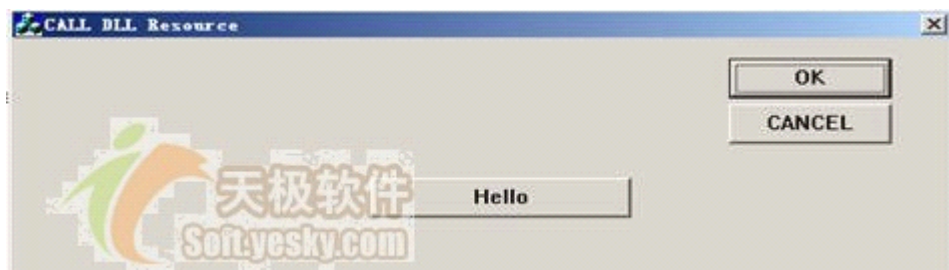 CALL DLL Resource
OK
CANCEL
Hello
天极软件
Soft.yesky.com